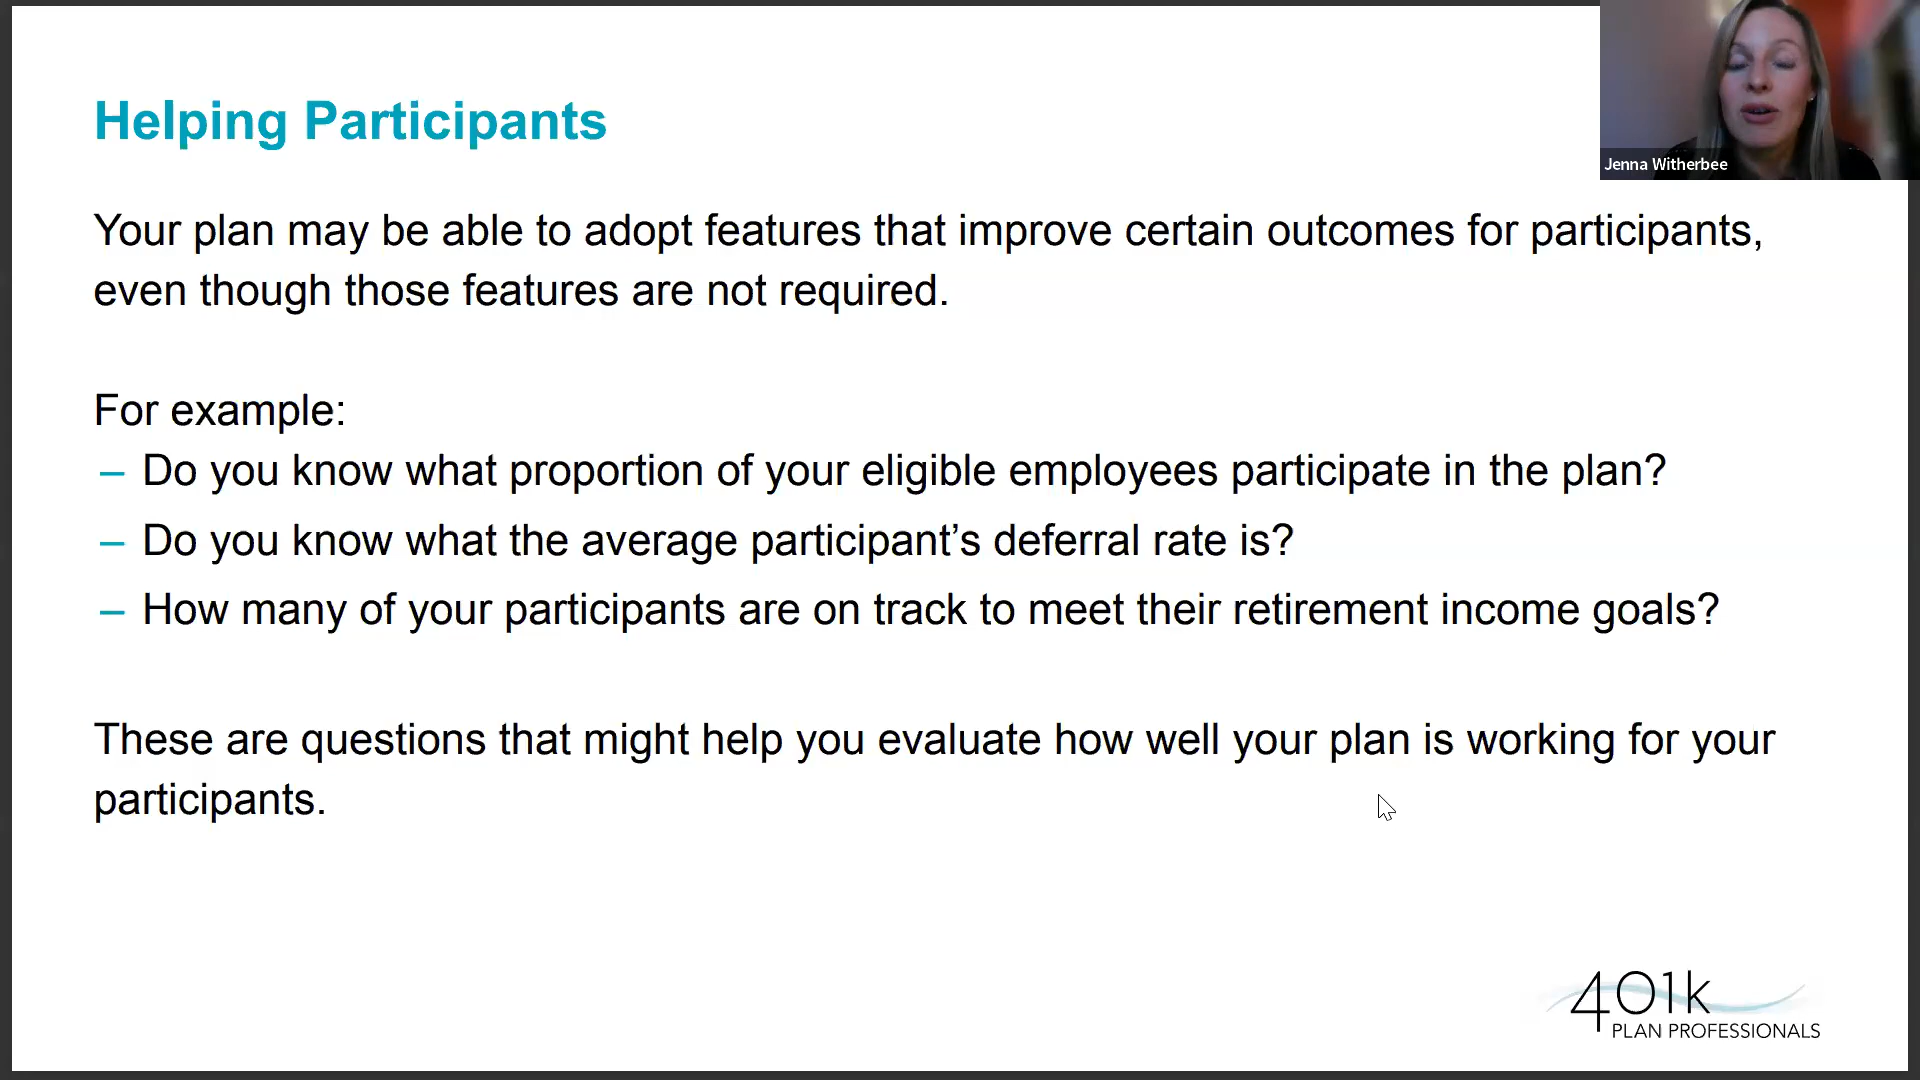 Helping Participants
Jenna Witherbee
Your plan may be able to adopt features that improve certain outcomes for participants,
even though those features are not required.
For example:
– Do you know what proportion of your eligible employees participate in the plan?
– Do you know what the average participant’s deferral rate is?
– How many of your participants are on track to meet their retirement income goals?
These are questions that might help you evaluate how well your plan is working for your
participants.
401k
PLAN PROFESSIONALS